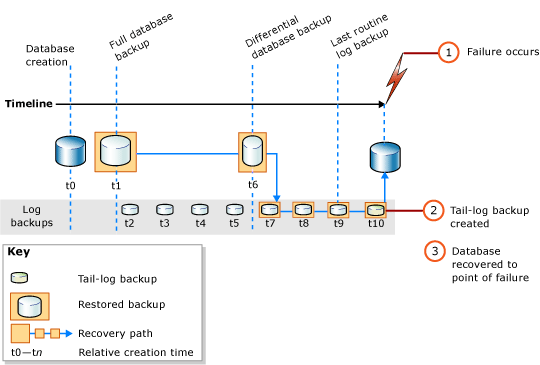 Database
creation
Full database
backup
Differential
database backup
Last routine
log backup
1
Failure occurs
Timeline
t0
t1
t6
Log
backups
t2
t3
t4
t5
t7
t8
t9
t10
2
Tail-log backup
created
3
Database
recovered to
point of failure
Key
Tail-log backup
Restored backup
Recovery path
t0—tn
Relative creation time